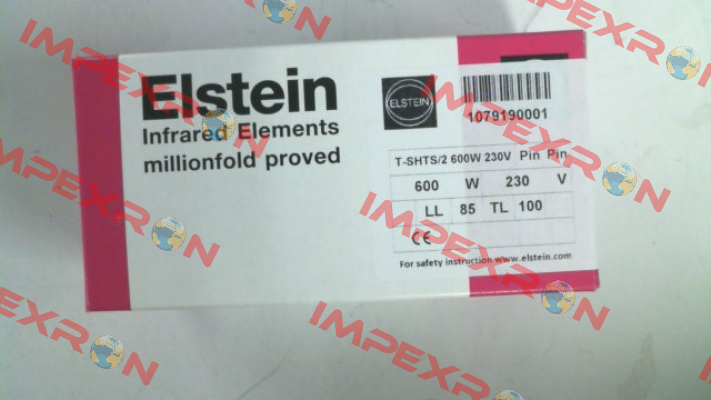 Elstein
Infrared Elements
millionfold proved
ELSTEIN
1079190001
T-SHTS/2 600W 230V Pin Pin
600 W 230 V
LL 85 TL 100
CE
For safety instruction www.elstein.com
IMPEXRON
IMPEXRON
IMPEXRON
IMPEXRON
IMPEXRON
IMPEXRON
IMPEXRON
IMPEXRON